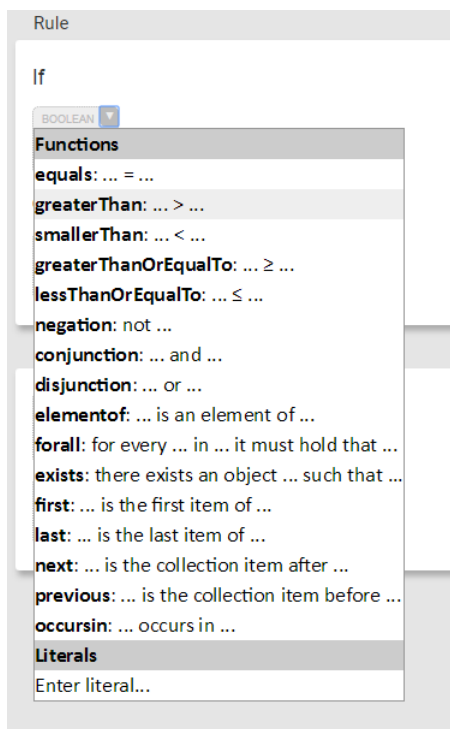 Rule
If
BOOLEAN
Functions
equals: ... = ...
greaterThan: ... > ...
smallerThan: ... < ...
greaterThanOrEqualTo: ... ≥ ...
lessThanOrEqualTo: ... ≤ ...
negation: not ...
conjunction: ... and ...
disjunction: ... or ...
elementof: ... is an element of ...
forall: for every ... in ... it must hold that ...
exists: there exists an object ... such that ...
first: ... is the first item of ...
last: ... is the last item of ...
next: ... is the collection item after ...
previous: ... is the collection item before ...
occursin: ... occurs in ...
Literals
Enter literal...